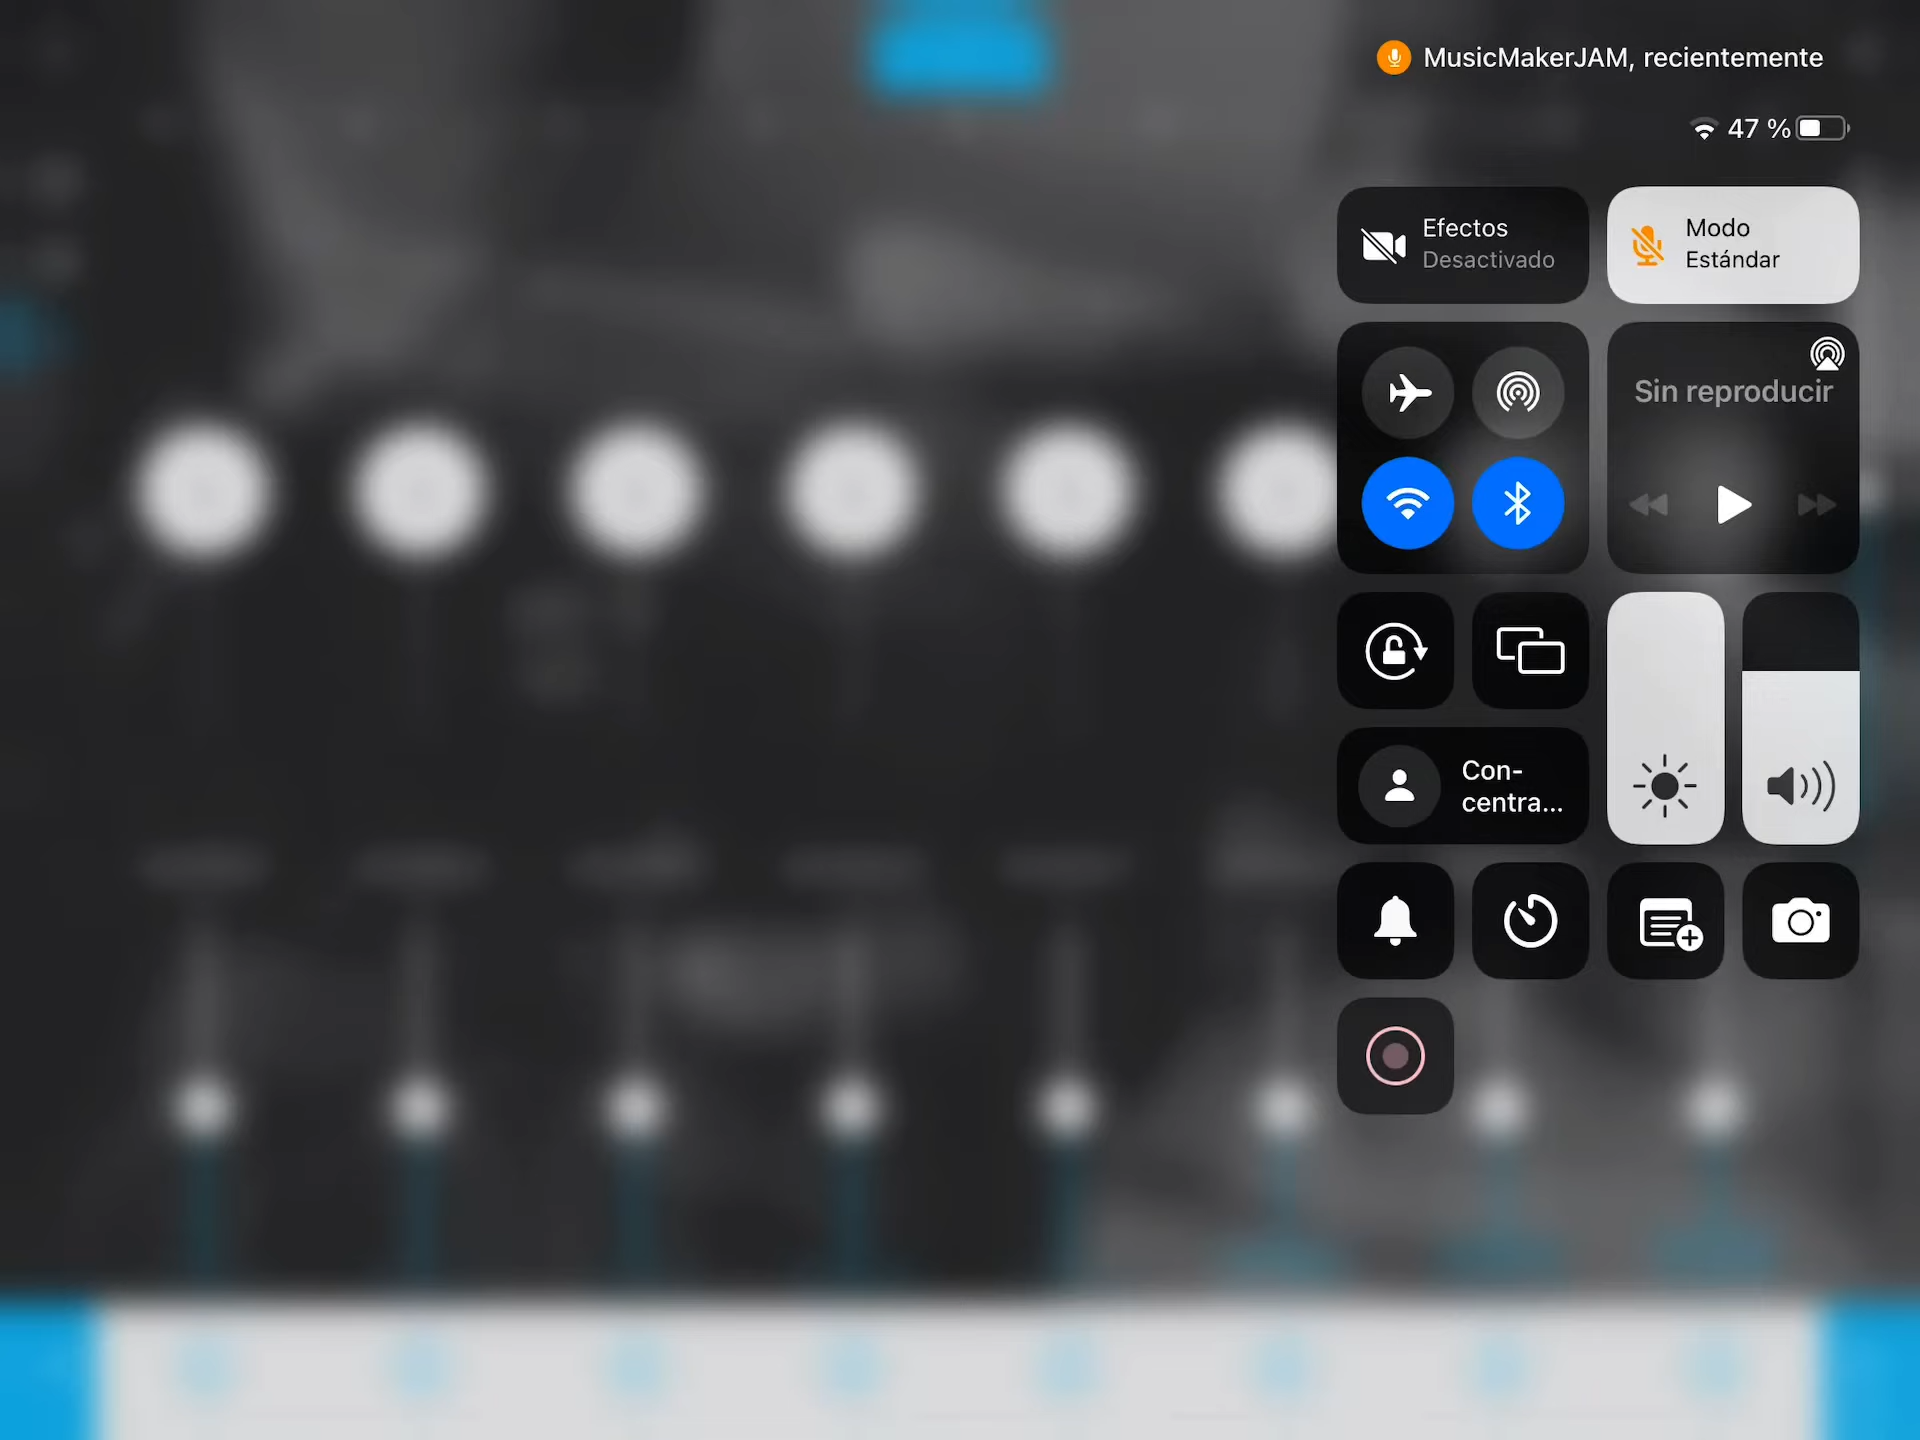 MusicMakerJAM, recientemente
47 %
Efectos
Desactivado
Modo
Estándar
Sin reproducir
Con-
centra...